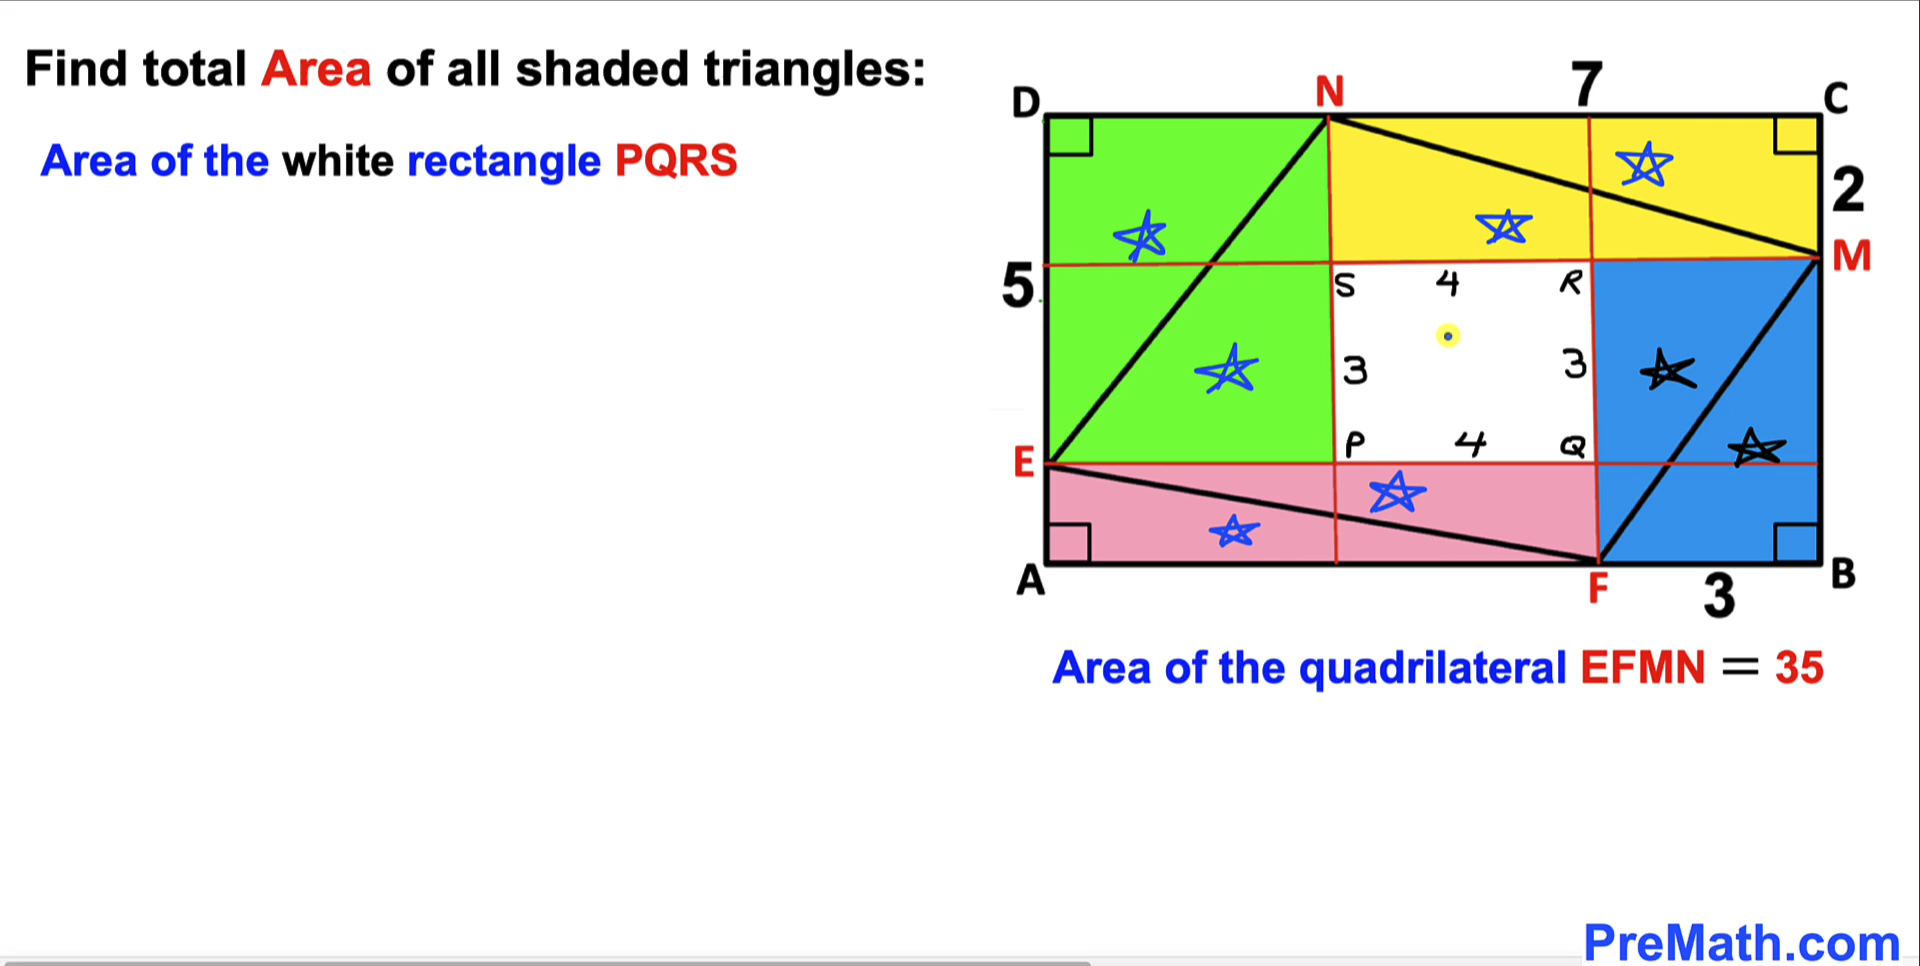 Find total Area of all shaded triangles:
Area of the white rectangle PQRS
D N 7 C
2
M
5
S 4 R
3 3
P 4 Q
E
A F 3 B
Area of the quadrilateral EFMN = 35
PreMath.com